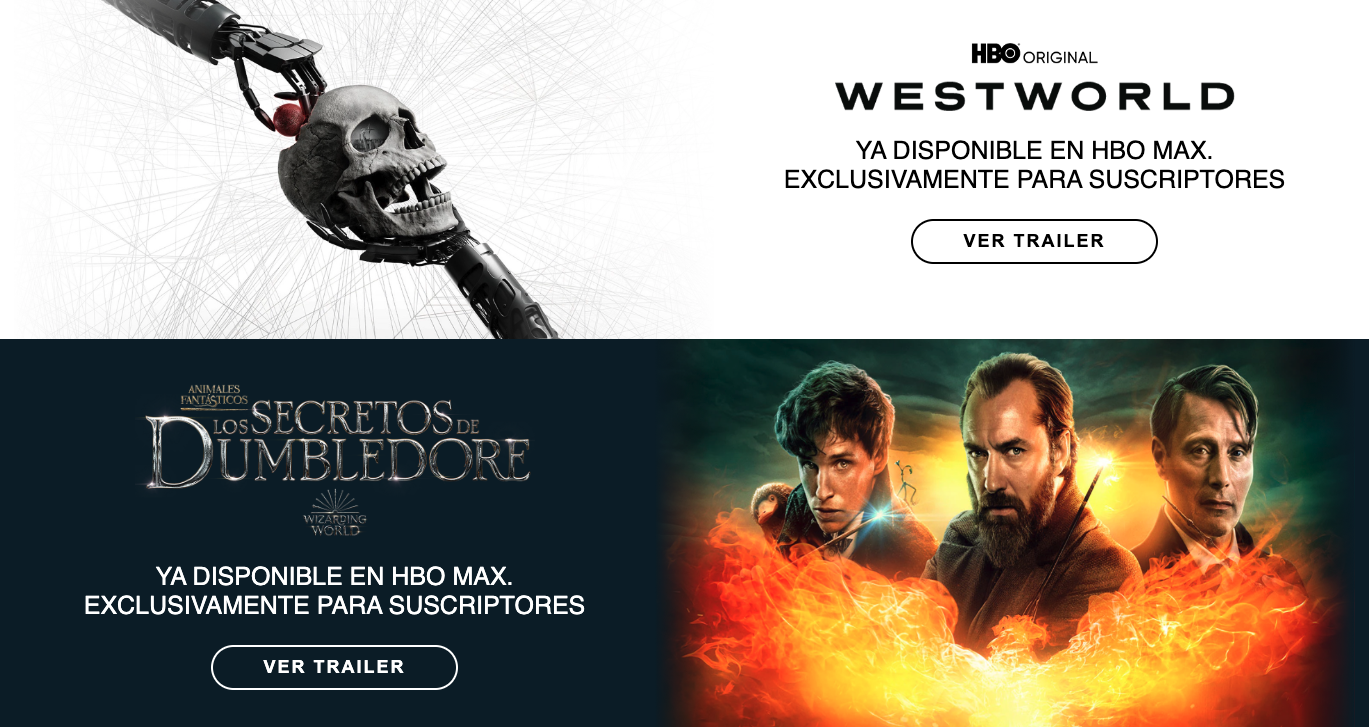 HBO ORIGINAL
WESTWORLD
YA DISPONIBLE EN HBO MAX.
EXCLUSIVAMENTE PARA SUSCRIPTORES
VER TRAILER
ANIMALES
FANTÁSTICOS
LOS SECRETOS DE
DUMBLEDORE
WIZARDING
WORLD
YA DISPONIBLE EN HBO MAX.
EXCLUSIVAMENTE PARA SUSCRIPTORES
VER TRAILER